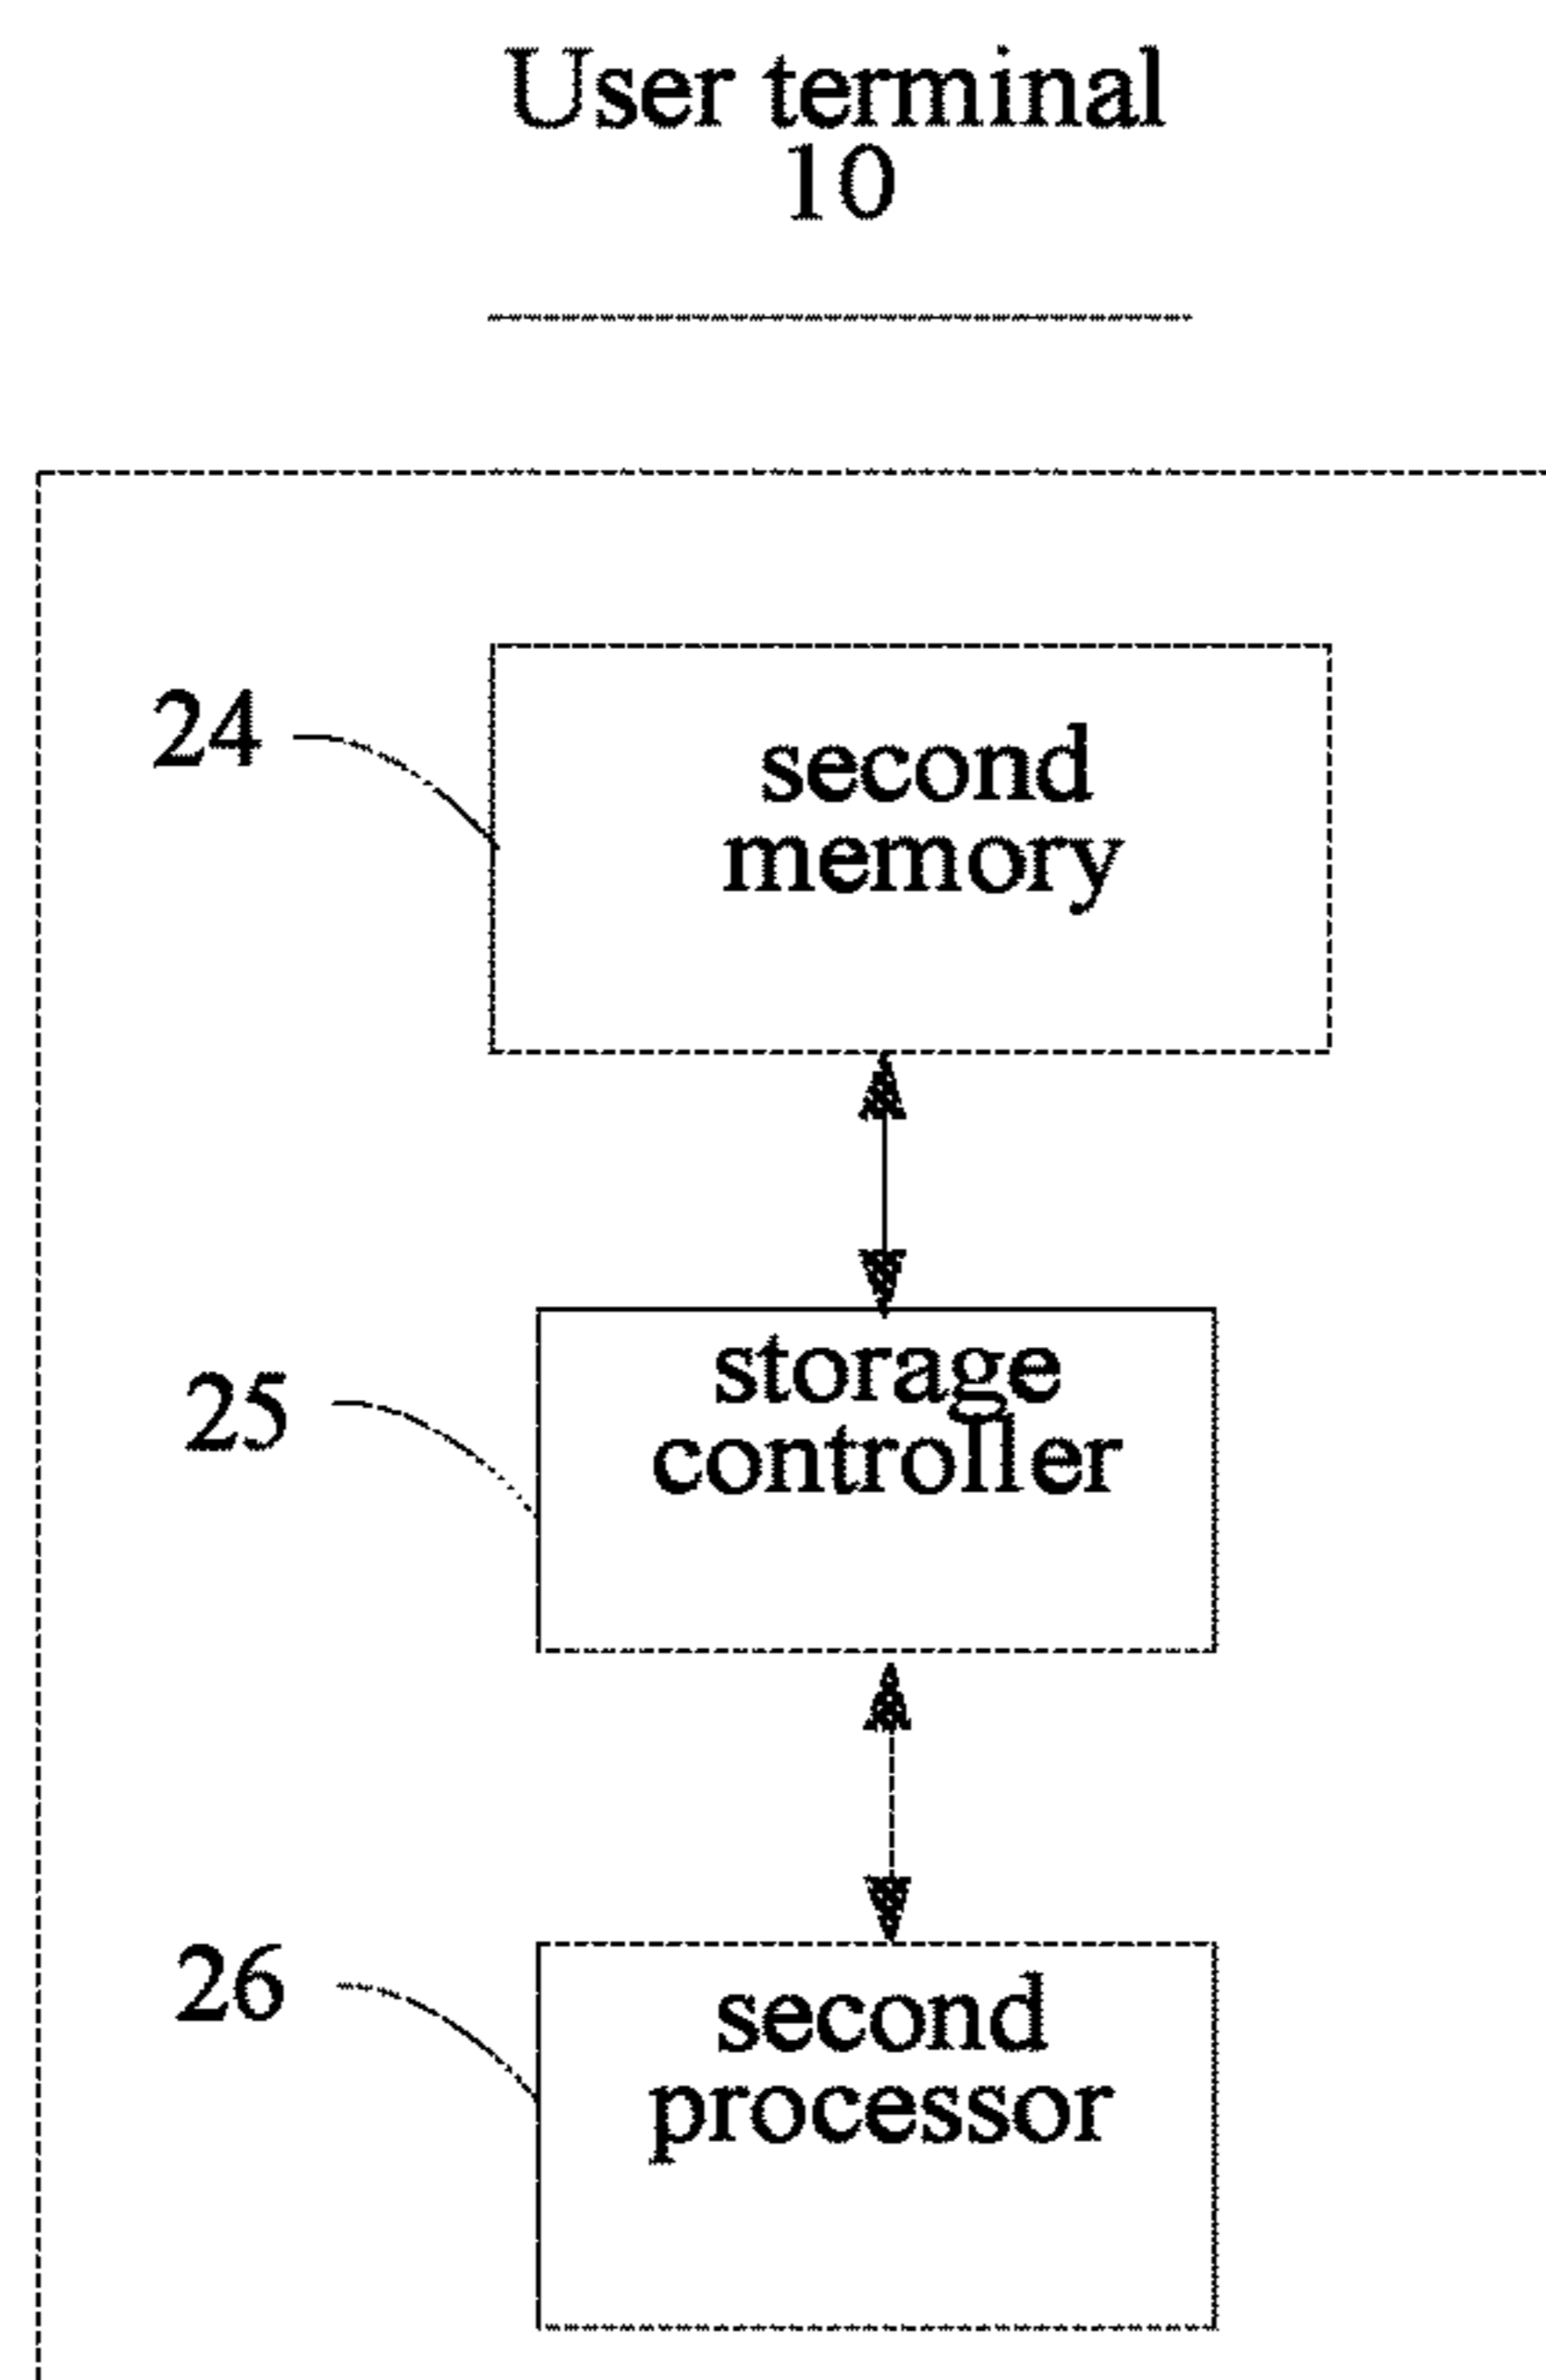 User terminal
10
24
second
memory
25
storage
controller
26
second
processor